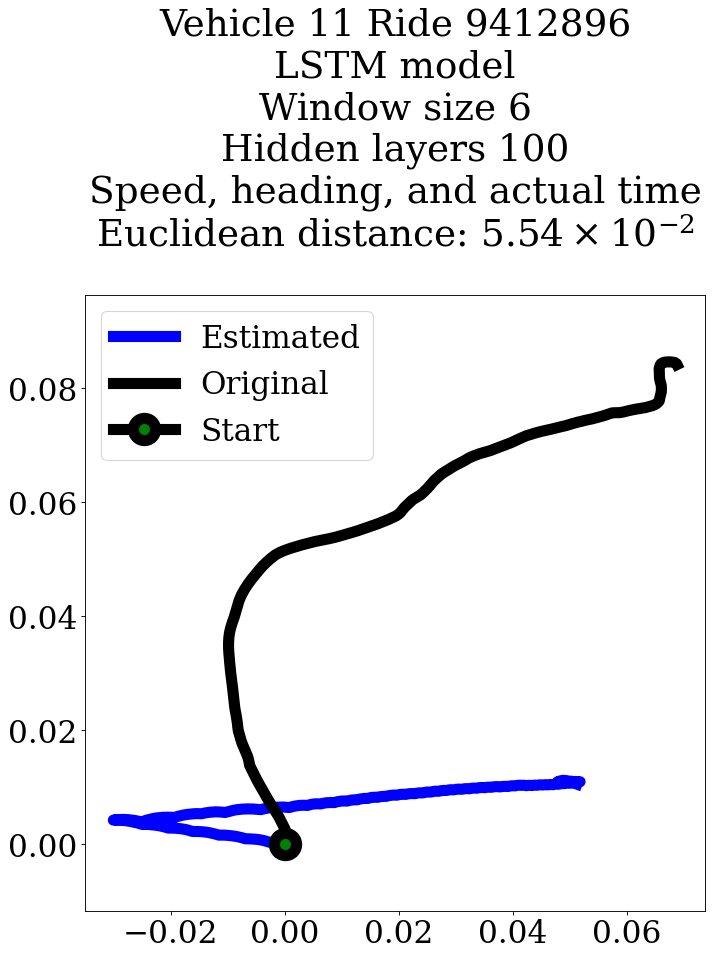 Vehicle 11 Ride 9412896
LSTM model
Window size 6
Hidden layers 100
Speed, heading, and actual time
Euclidean distance: 5.54 × 10⁻²
Estimated
Original
Start
0.08
0.06
0.04
0.02
0.00
−0.02 0.00 0.02 0.04 0.06